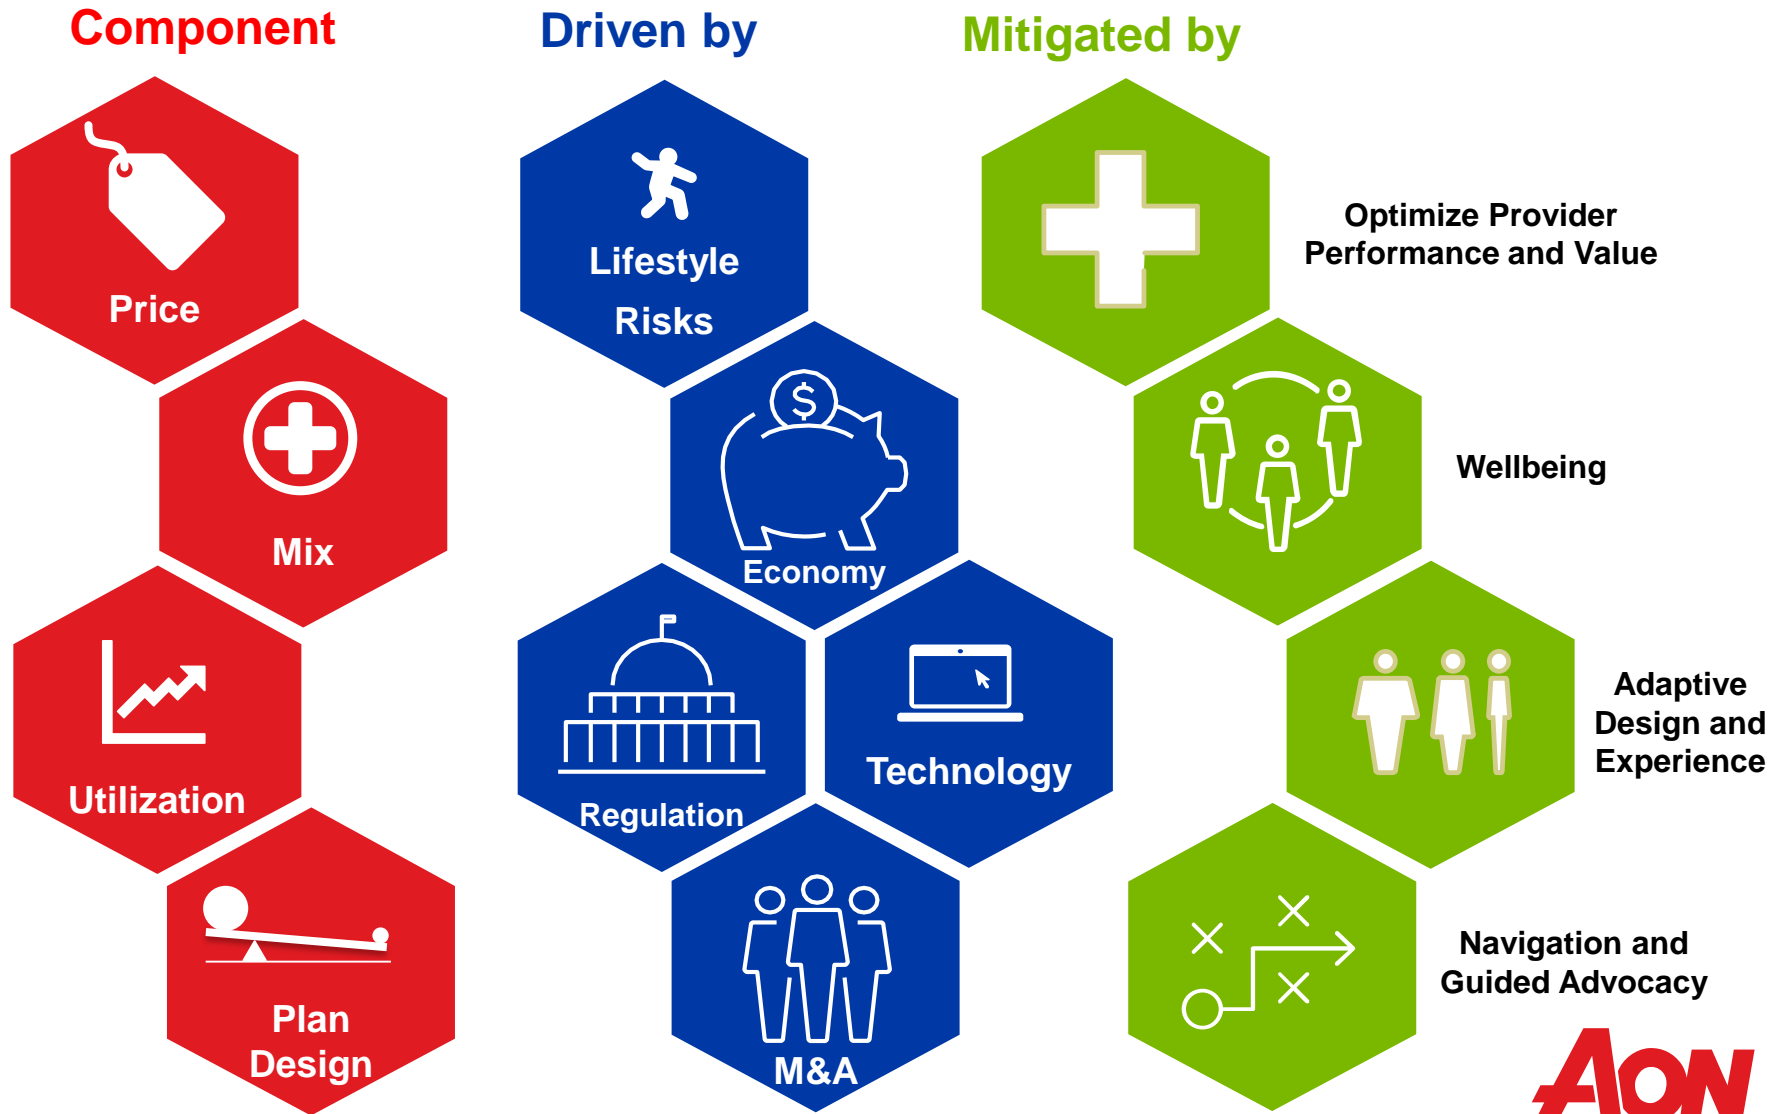 Component
Driven by
Mitigated by
Price
Mix
Utilization
Plan
Design
Lifestyle
Risks
$
Economy
Regulation
Technology
M&A
Optimize Provider
Performance and Value
Wellbeing
Adaptive
Design and
Experience
Navigation and
Guided Advocacy
AON